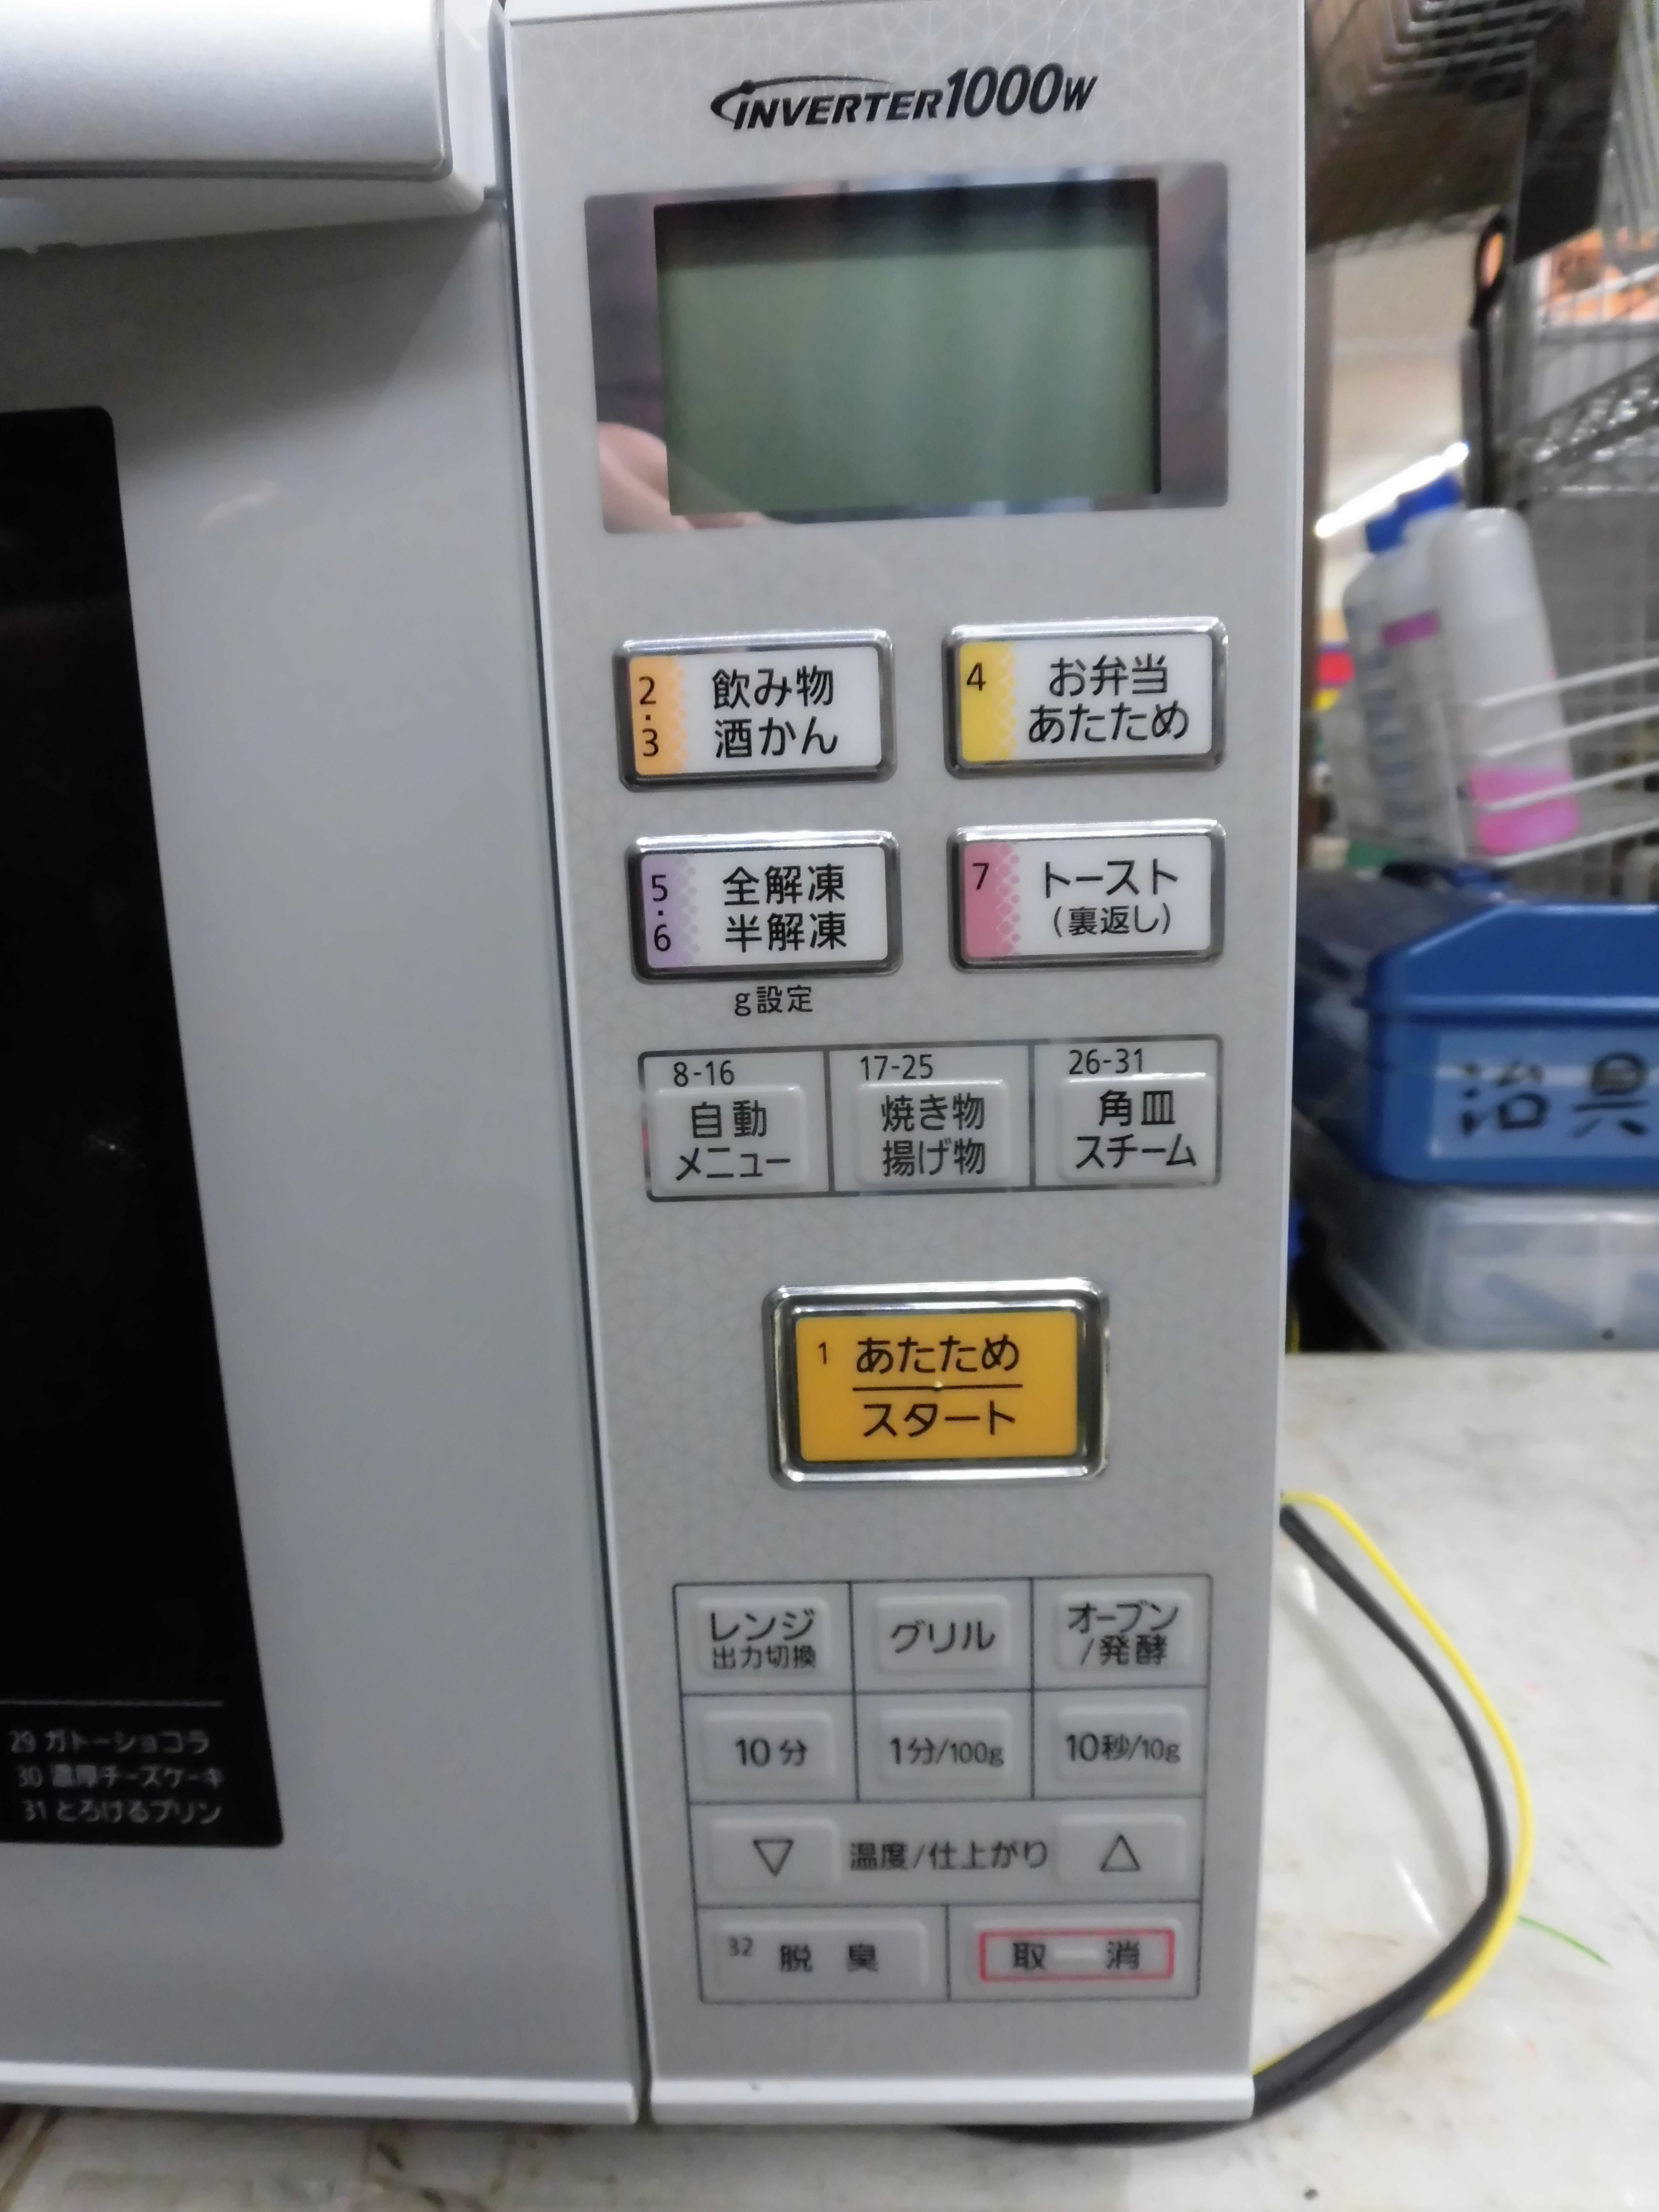 INVERTER1000W
2・3 飲み物
酒かん
4 お弁当
あたため
5・6 全解凍
半解凍
g設定
7 トースト
(裏返し)
8-16
自動
メニュー
17-25
焼き物
揚げ物
26-31
角皿
スチーム
1 あたため
スタート
レンジ
出力切換
グリル
オーブン
/発酵
10分
1分/100g
10秒/10g
▽ 温度/仕上がり △
32 脱臭
取消
29 ガトーショコラ
30 濃厚チーズケーキ
31 とろけるプリン
治具